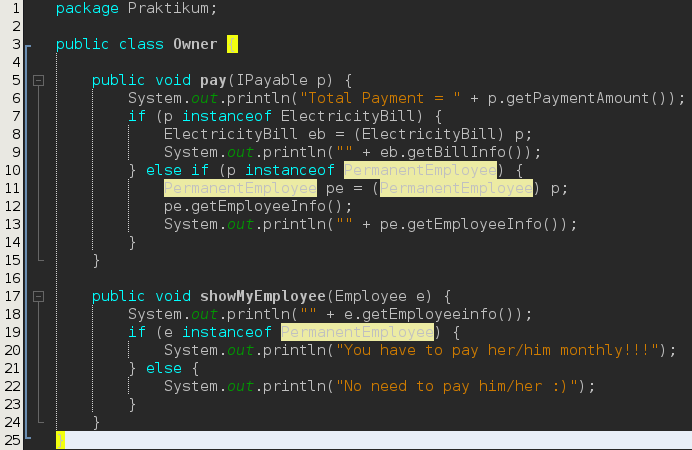 1 package Praktikum;
2
3 public class Owner {
4
5     public void pay(IPayable p) {
6         System.out.println("Total Payment = " + p.getPaymentAmount());
7         if (p instanceof ElectricityBill) {
8             ElectricityBill eb = (ElectricityBill) p;
9             System.out.println("" + eb.getBillInfo());
10         } else if (p instanceof PermanentEmployee) {
11             PermanentEmployee pe = (PermanentEmployee) p;
12             pe.getEmployeeInfo();
13             System.out.println("" + pe.getEmployeeInfo());
14         }
15     }
16
17     public void showMyEmployee(Employee e) {
18         System.out.println("" + e.getEmployeeinfo());
19         if (e instanceof PermanentEmployee) {
20             System.out.println("You have to pay her/him monthly!!!");
21         } else {
22             System.out.println("No need to pay him/her :)");
23         }
24     }
25 }